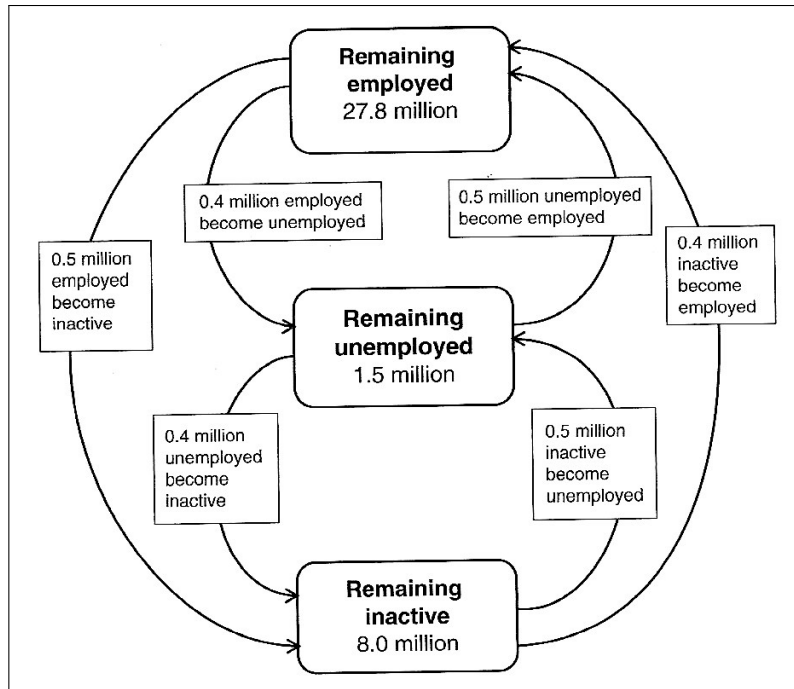 Remaining
employed
27.8 million
0.4 million employed
become unemployed
0.5 million unemployed
become employed
0.5 million
employed
become
inactive
0.4 million
inactive
become
employed
Remaining
unemployed
1.5 million
0.4 million
unemployed
become
inactive
0.5 million
inactive
become
unemployed
Remaining
inactive
8.0 million